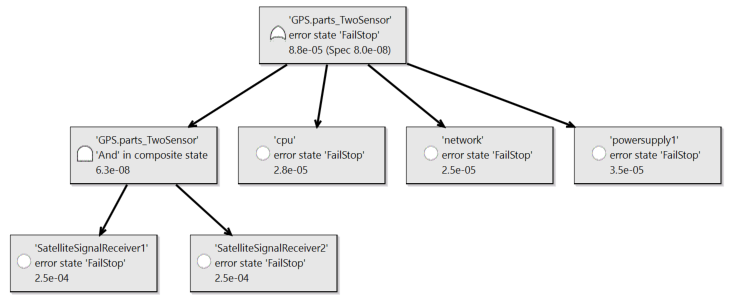 'GPS.parts_TwoSensor'
error state 'FailStop'
8.8e-05 (Spec 8.0e-08)
'GPS.parts_TwoSensor'
'And' in composite state
6.3e-08
'cpu'
error state 'FailStop'
2.8e-05
'network'
error state 'FailStop'
2.5e-05
'powersupply1'
error state 'FailStop'
3.5e-05
'SatelliteSignalReceiver1'
error state 'FailStop'
2.5e-04
'SatelliteSignalReceiver2'
error state 'FailStop'
2.5e-04